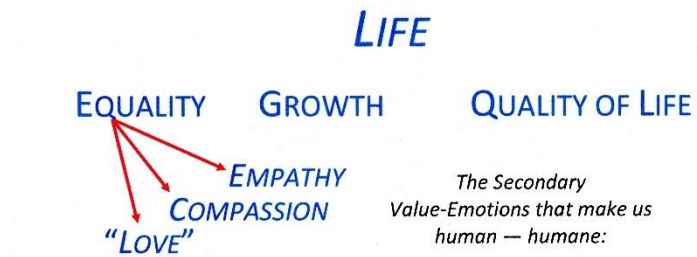 LIFE
EQUALITY GROWTH QUALITY OF LIFE
EMPATHY
COMPASSION
“LOVE”
The Secondary
Value-Emotions that make us
human — humane: